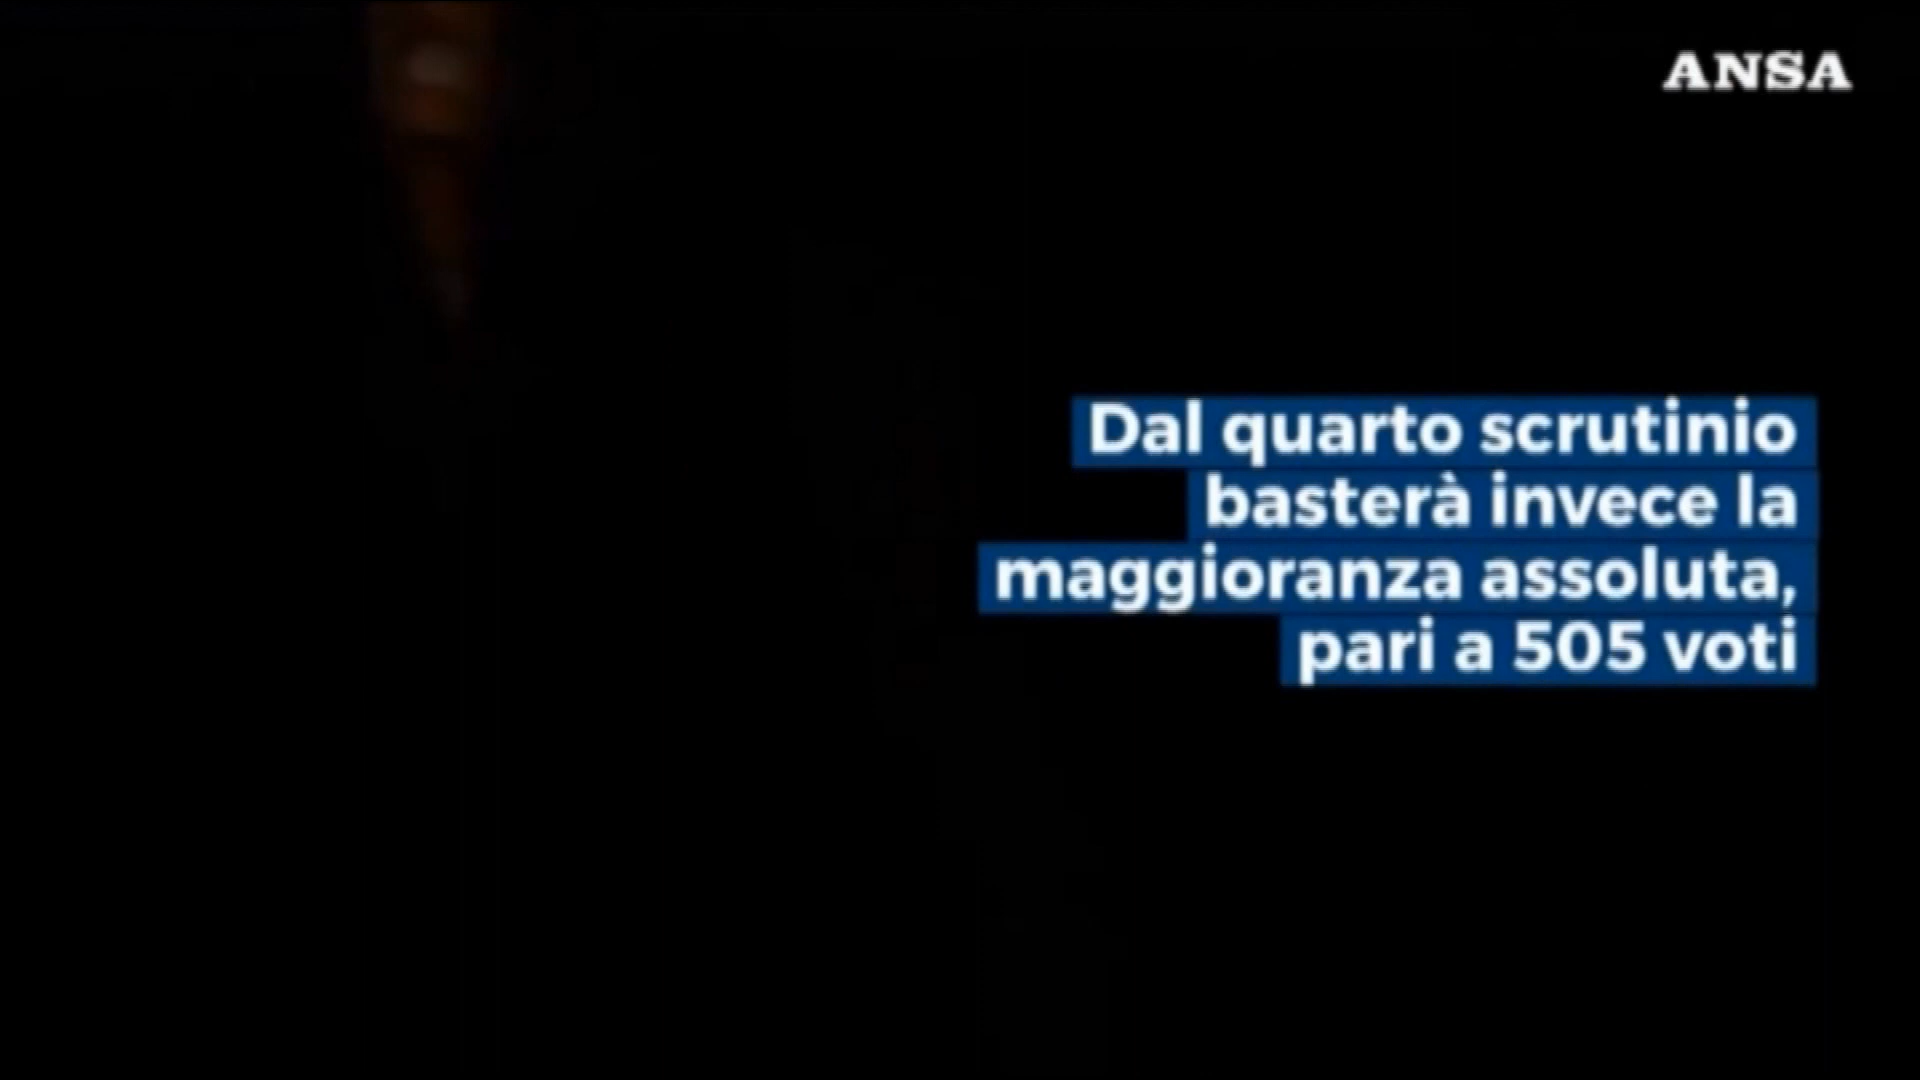 ANSA
Dal quarto scrutinio
basterà invece la
maggioranza assoluta,
pari a 505 voti